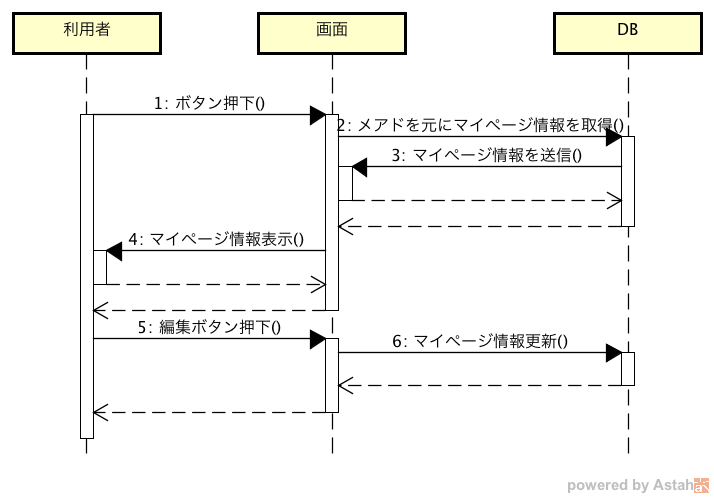 利用者
画面
DB
1: ボタン押下()
2: メアドを元にマイページ情報を取得()
3: マイページ情報を送信()
4: マイページ情報表示()
5: 編集ボタン押下()
6: マイページ情報更新()
powered by Astah